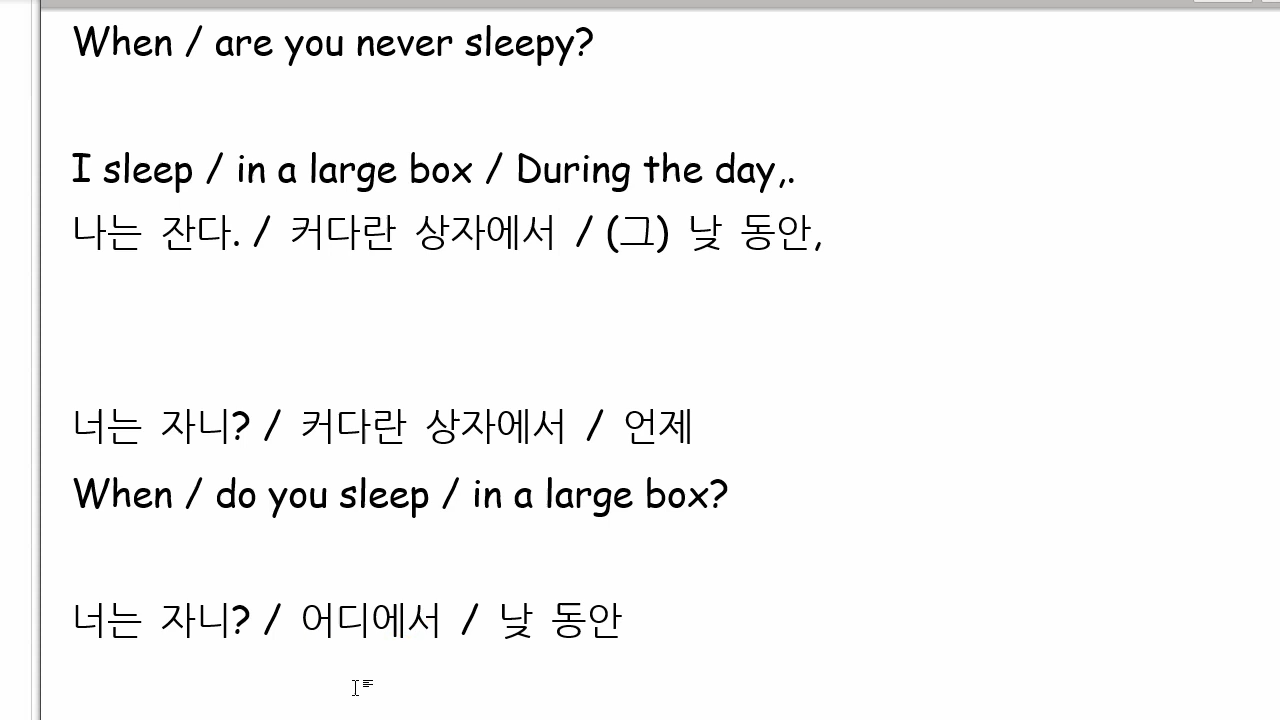 When / are you never sleepy?
I sleep / in a large box / During the day,.
나는 잔다. / 커다란 상자에서 / (그) 낮 동안,
너는 자니? / 커다란 상자에서 / 언제
When / do you sleep / in a large box?
너는 자니? / 어디에서 / 낮 동안